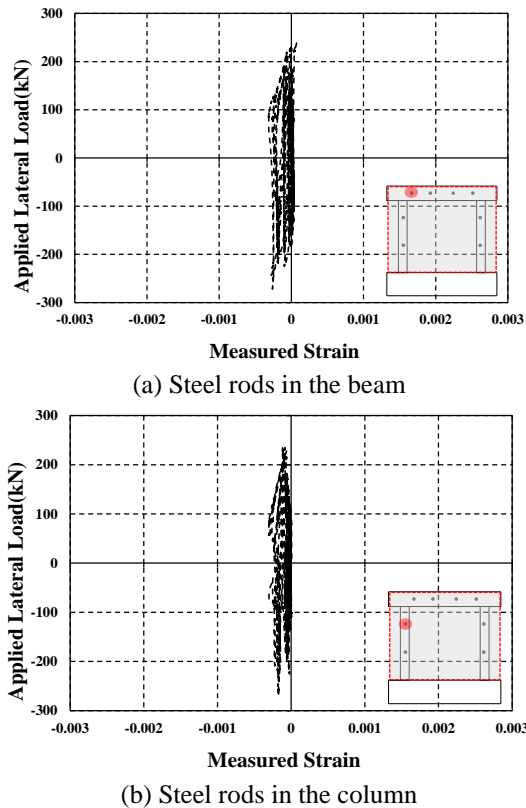 300
200
100
0
-100
-200
-300
-0.003 -0.002 -0.001 0 0.001 0.002 0.003
Applied Lateral Load(kN)
Measured Strain
(a) Steel rods in the beam
300
200
100
0
-100
-200
-300
-0.003 -0.002 -0.001 0 0.001 0.002 0.003
Applied Lateral Load(kN)
Measured Strain
(b) Steel rods in the column